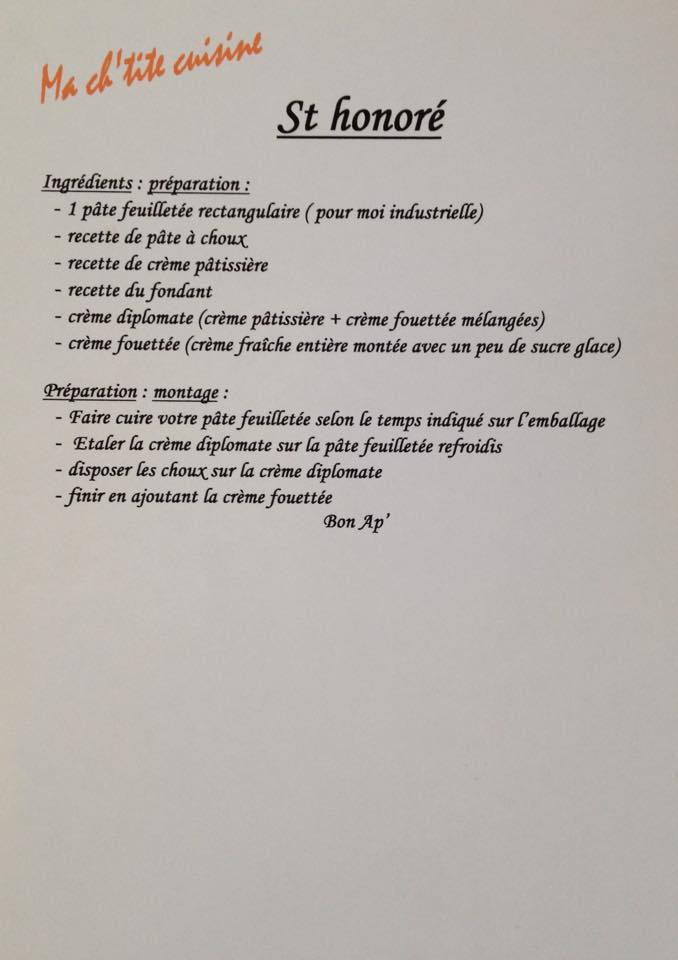 Ma ch'tite cuisine
St honoré
Ingrédients : préparation :
- 1 pâte feuilletée rectangulaire ( pour moi industrielle)
- recette de pâte à choux
- recette de crème pâtissière
- recette du fondant
- crème diplomate (crème pâtissière + crème fouettée mélangées)
- crème fouettée (crème fraîche entière montée avec un peu de sucre glace)
Préparation : montage :
- Faire cuire votre pâte feuilletée selon le temps indiqué sur l'emballage
- Etaler la crème diplomate sur la pâte feuilletée refroidis
- disposer les choux sur la crème diplomate
- finir en ajoutant la crème fouettée
Bon Ap'